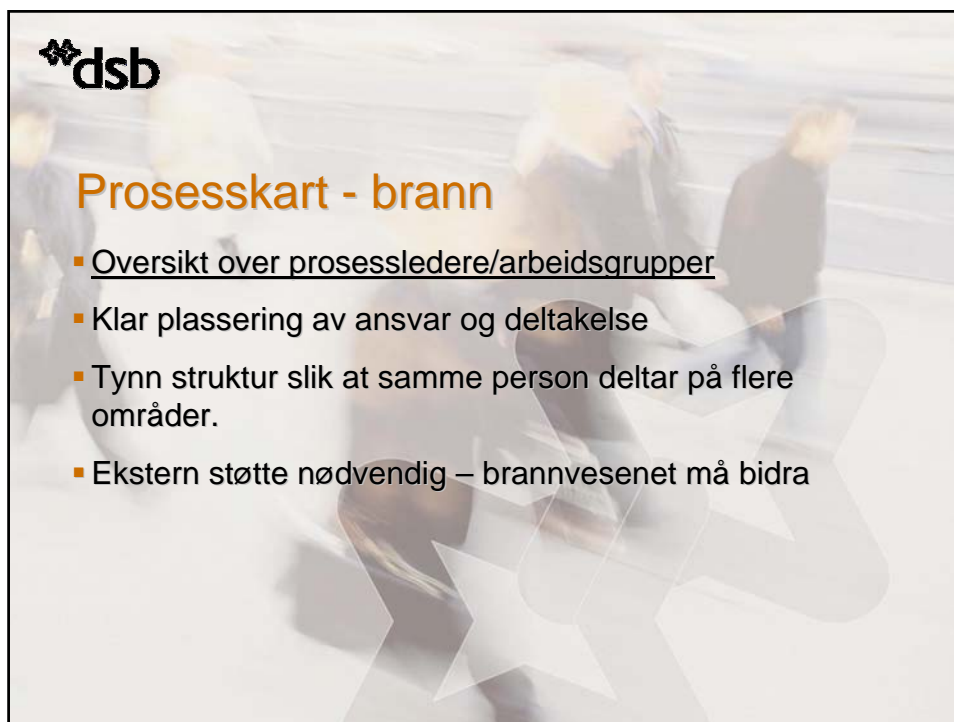 dsb
Prosesskart - brann
Oversikt over prosessledere/arbeidsgrupper
Klar plassering av ansvar og deltakelse
Tynn struktur slik at samme person deltar på flere
områder.
Ekstern støtte nødvendig – brannvesenet må bidra